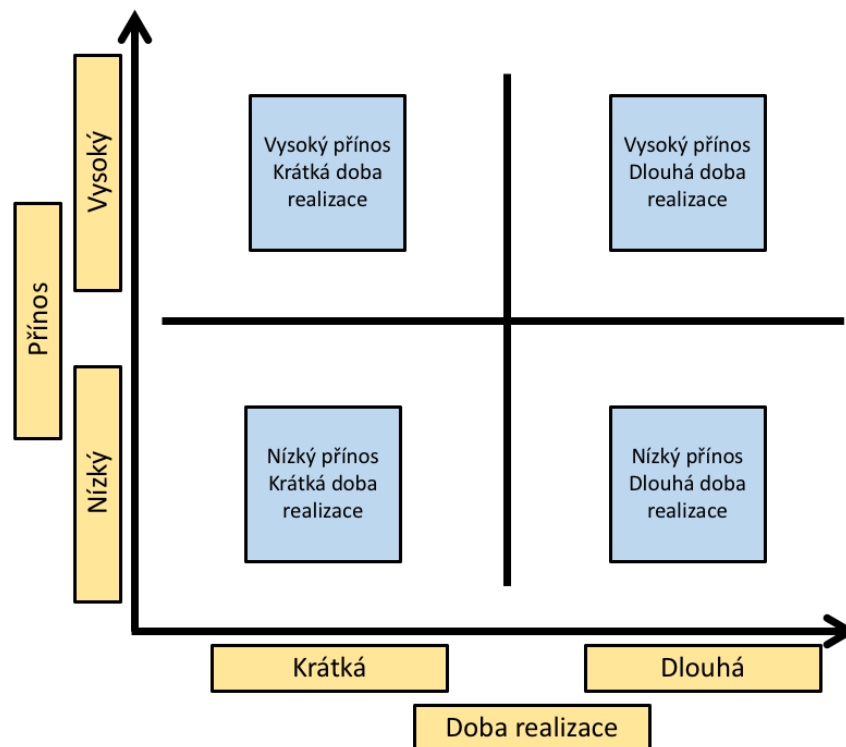 Přínos
Vysoký
Nízký
Vysoký přínos
Krátká doba
realizace
Vysoký přínos
Dlouhá doba
realizace
Nízký přínos
Krátká doba
realizace
Nízký přínos
Dlouhá doba
realizace
Krátká
Dlouhá
Doba realizace